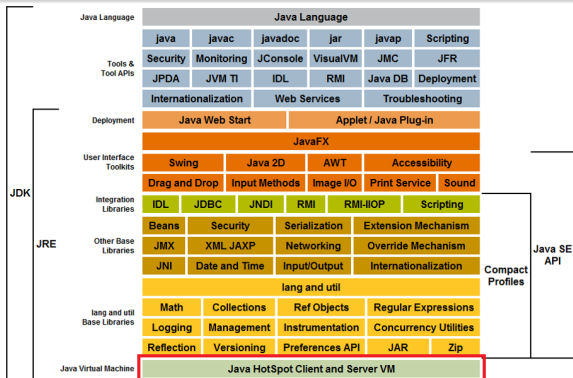 Java Language Java Language
java javac javadoc jar javap Scripting
Security Monitoring JConsole VisualVM JMC JFR
Tools &
Tool APIs
JPDA JVM TI IDL RMI Java DB Deployment
Internationalization Web Services Troubleshooting
Deployment Java Web Start Applet / Java Plug-in
JavaFX
User Interface
Toolkits
Swing Java 2D AWT Accessibility
Drag and Drop Input Methods Image I/O Print Service Sound
JDK
Integration
Libraries
IDL JDBC JNDI RMI RMI-IIOP Scripting
JRE
Beans Security Serialization Extension Mechanism
Other Base
Libraries
JMX XML JAXP Networking Override Mechanism
Java SE
API
JNI Date and Time Input/Output Internationalization
Compact
Profiles
lang and util
lang and util
Base Libraries
Math Collections Ref Objects Regular Expressions
Logging Management Instrumentation Concurrency Utilities
Reflection Versioning Preferences API JAR Zip
Java Virtual Machine Java HotSpot Client and Server VM